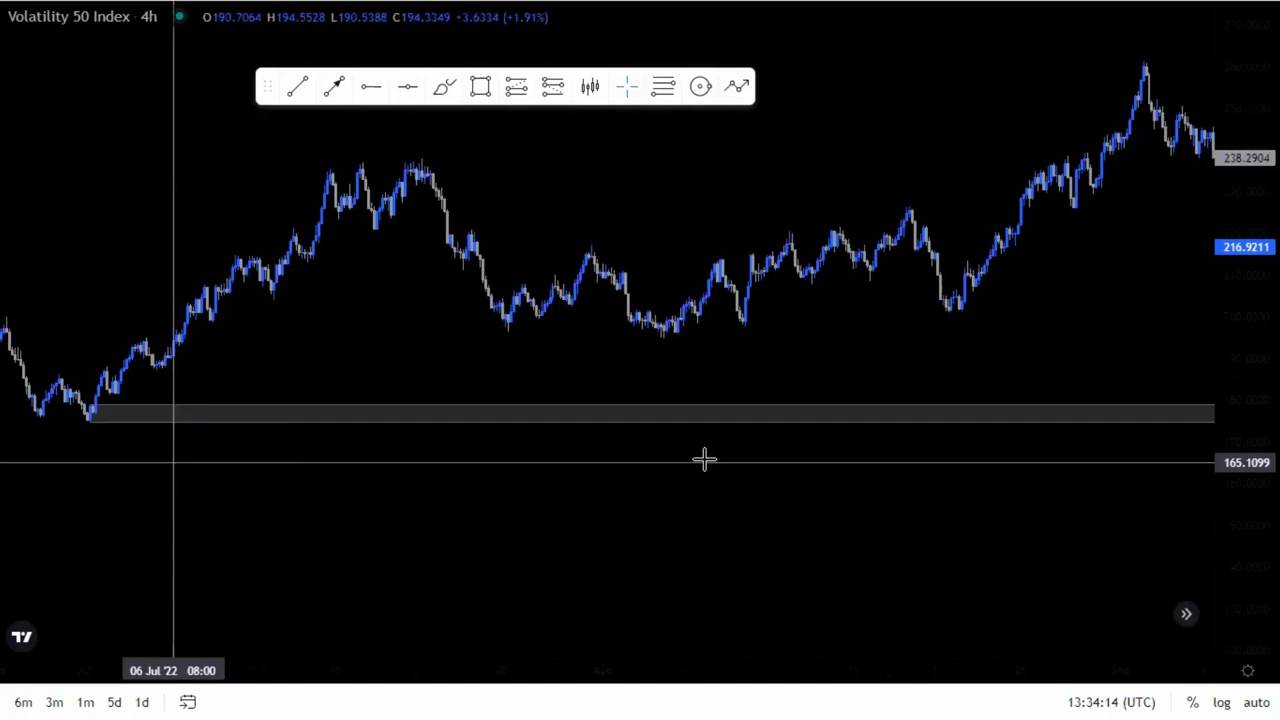 Volatility 50 Index · 4h O190.7064 H194.5528 L190.5388 C194.3349 +3.6334 (+1.91%)
238.2904
216.9211
165.1099
06 Jul '22 08:00
6m 3m 1m 5d 1d 13:34:14 (UTC) % log auto